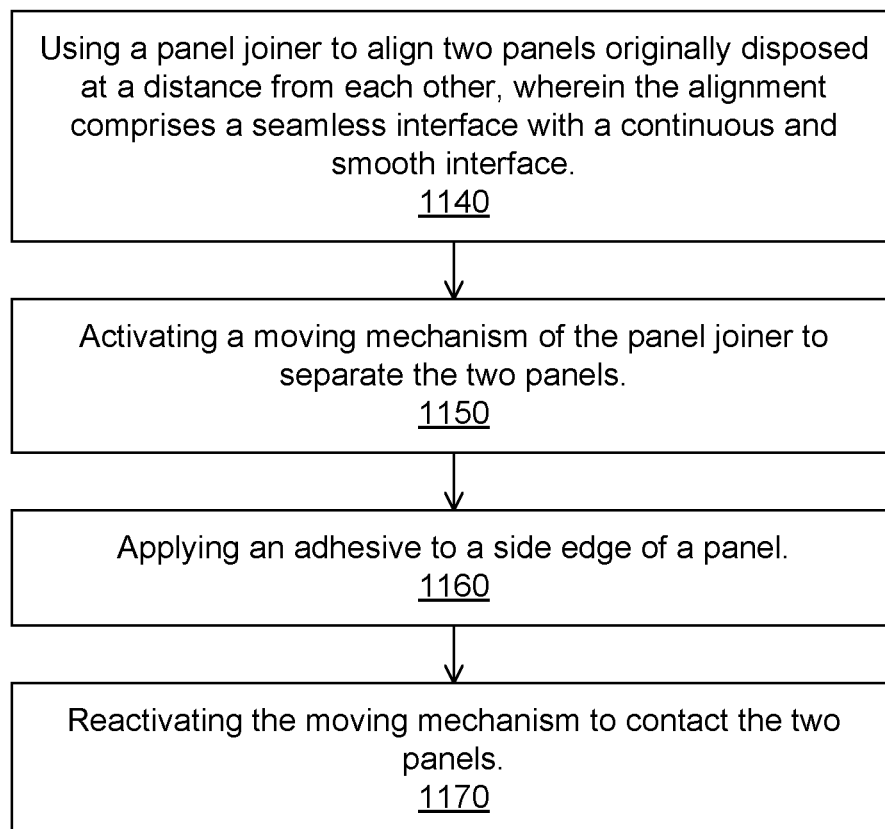 Using a panel joiner to align two panels originally disposed
at a distance from each other, wherein the alignment
comprises a seamless interface with a continuous and
smooth interface.
1140
Activating a moving mechanism of the panel joiner to
separate the two panels.
1150
Applying an adhesive to a side edge of a panel.
1160
Reactivating the moving mechanism to contact the two
panels.
1170